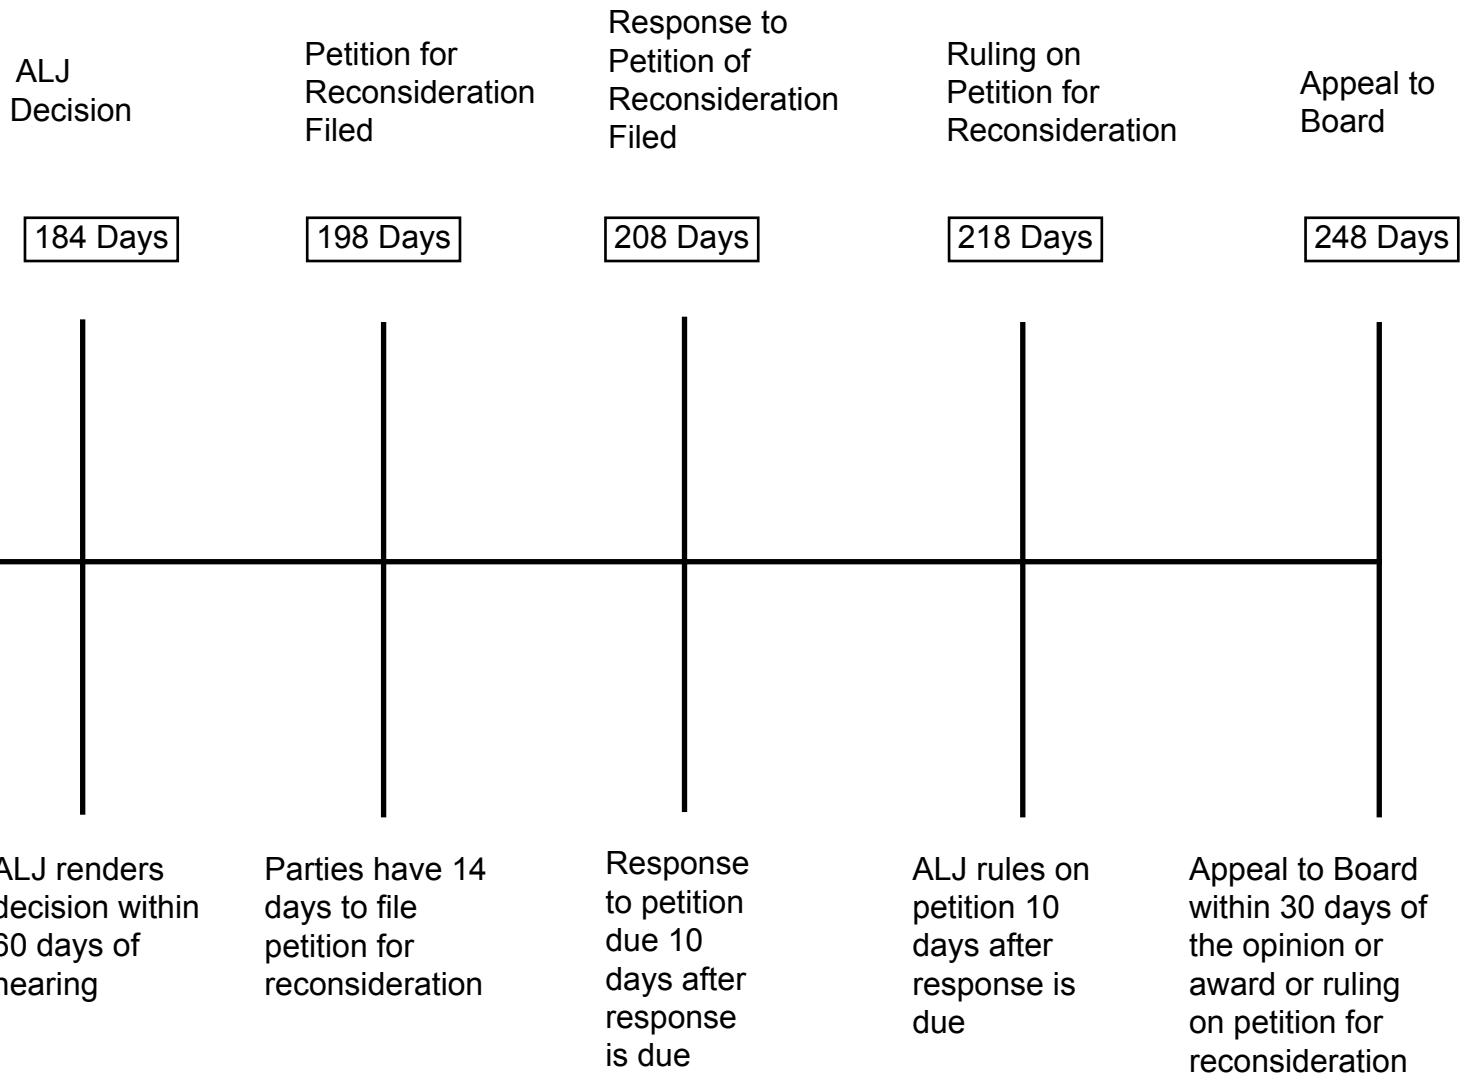 ALJ
Decision
Petition for
Reconsideration
Filed
Response to
Petition of
Reconsideration
Filed
Ruling on
Petition for
Reconsideration
Appeal to
Board
184 Days
198 Days
208 Days
218 Days
248 Days
ALJ renders
decision within
60 days of
hearing
Parties have 14
days to file
petition for
reconsideration
Response
to petition
due 10
days after
response
is due
ALJ rules on
petition 10
days after
response is
due
Appeal to Board
within 30 days of
the opinion or
award or ruling
on petition for
reconsideration